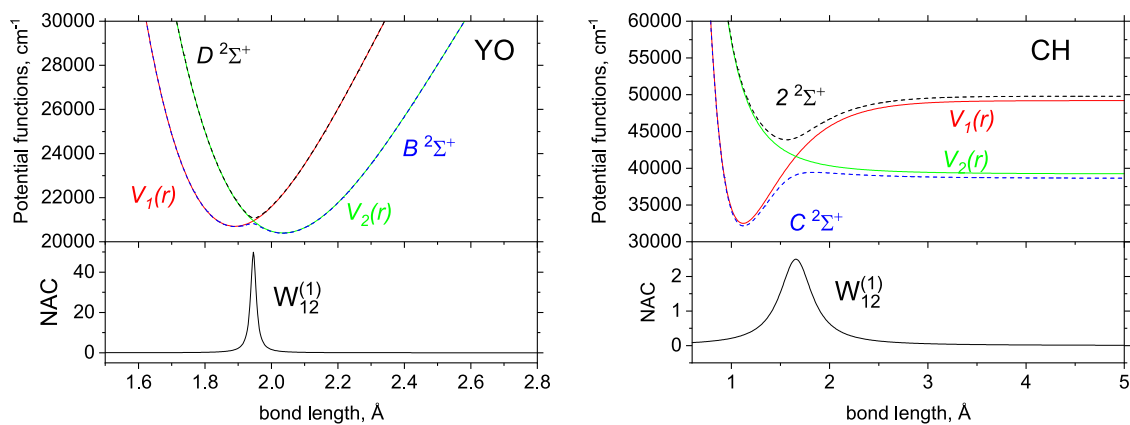 30000
28000
26000
24000
22000
20000
Potential functions, cm⁻¹
D ²Σ⁺
YO
V₁(r)
B ²Σ⁺
V₂(r)
40
20
0
NAC
W₁₂⁽¹⁾
1.6 1.8 2.0 2.2 2.4 2.6 2.8
bond length, Å
60000
55000
50000
45000
40000
35000
30000
Potential functions, cm⁻¹
CH
2 ²Σ⁺
V₁(r)
V₂(r)
C ²Σ⁺
2
1
0
NAC
W₁₂⁽¹⁾
1 2 3 4 5
bond length, Å